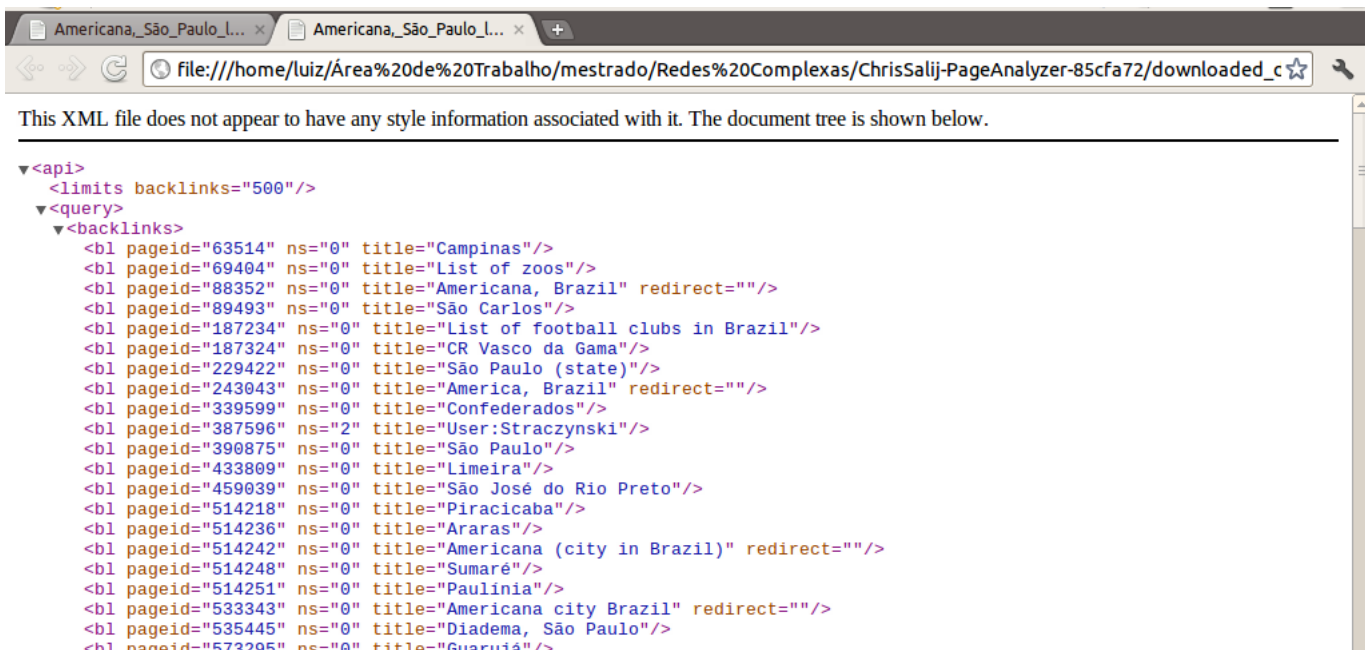 Americana,_São_Paulo_l... × Americana,_São_Paulo_l... ×
file:///home/luiz/Área%20de%20Trabalho/mestrado/Redes%20Complexas/ChrisSalij-PageAnalyzer-85cfa72/downloaded_c
This XML file does not appear to have any style information associated with it. The document tree is shown below.
▼<api>
<limits backlinks="500"/>
▼<query>
▼<backlinks>
<bl pageid="63514" ns="0" title="Campinas"/>
<bl pageid="69404" ns="0" title="List of zoos"/>
<bl pageid="88352" ns="0" title="Americana, Brazil" redirect=""/>
<bl pageid="89493" ns="0" title="São Carlos"/>
<bl pageid="187234" ns="0" title="List of football clubs in Brazil"/>
<bl pageid="187324" ns="0" title="CR Vasco da Gama"/>
<bl pageid="229422" ns="0" title="São Paulo (state)"/>
<bl pageid="243043" ns="0" title="America, Brazil" redirect=""/>
<bl pageid="339599" ns="0" title="Confederados"/>
<bl pageid="387596" ns="2" title="User:Straczynski"/>
<bl pageid="390875" ns="0" title="São Paulo"/>
<bl pageid="433809" ns="0" title="Limeira"/>
<bl pageid="459039" ns="0" title="São José do Rio Preto"/>
<bl pageid="514218" ns="0" title="Piracicaba"/>
<bl pageid="514236" ns="0" title="Araras"/>
<bl pageid="514242" ns="0" title="Americana (city in Brazil)" redirect=""/>
<bl pageid="514248" ns="0" title="Sumaré"/>
<bl pageid="514251" ns="0" title="Paulínia"/>
<bl pageid="533343" ns="0" title="Americana city Brazil" redirect=""/>
<bl pageid="535445" ns="0" title="Diadema, São Paulo"/>
<bl pageid="573295" ns="0" title="Guarujá"/>